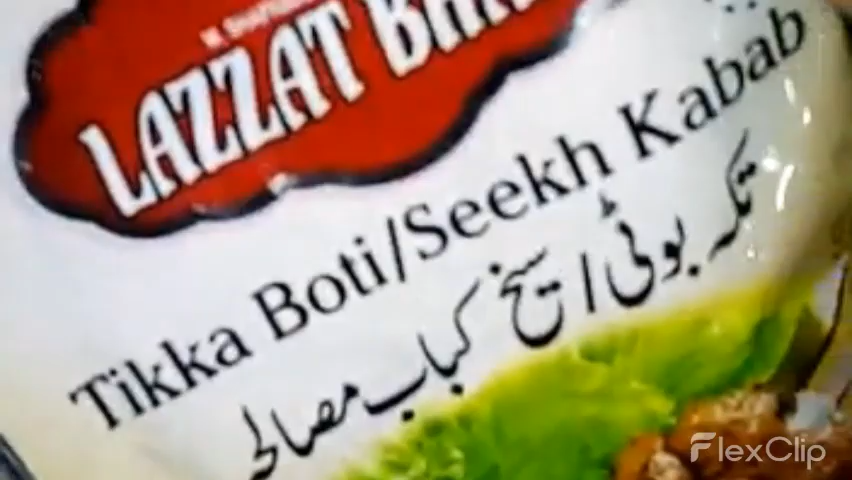 LAZZAT
Tikka Boti/Seekh Kabab
تکہ بوٹی/سیخ کباب مصالحہ
FlexClip